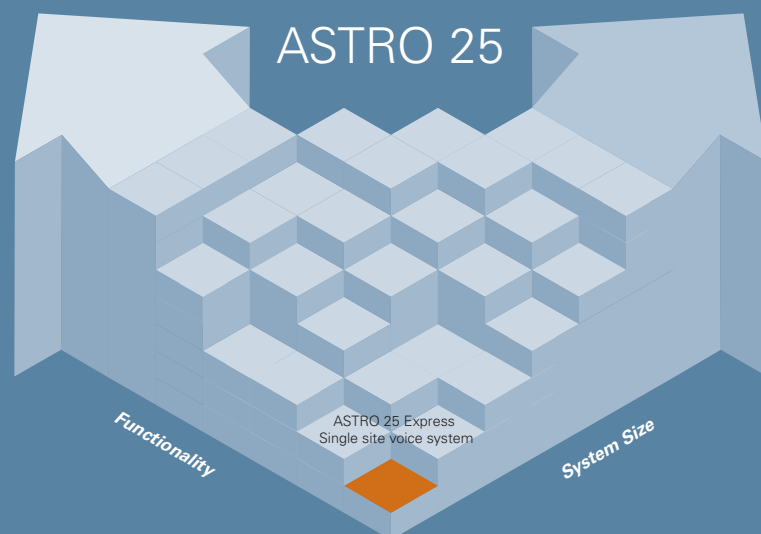 ASTRO 25
ASTRO 25 Express
Single site voice system
Functionality
System Size